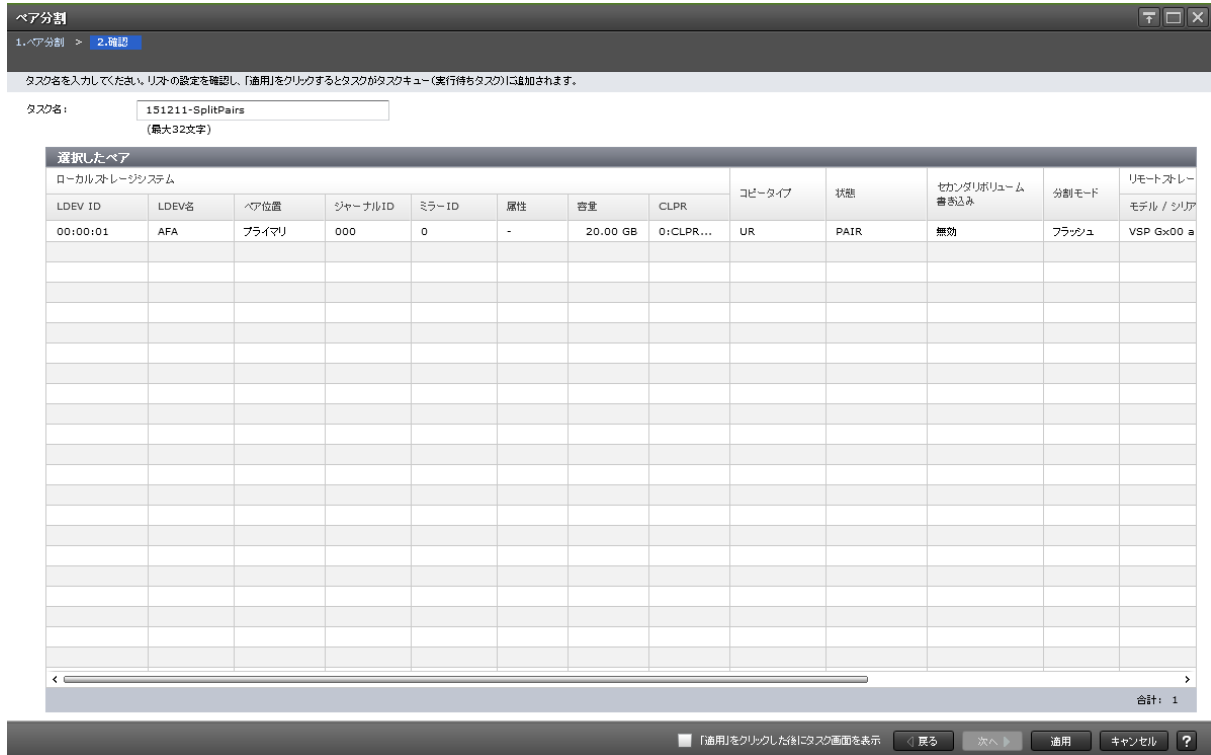 ペア分割
1.ペア分割 > 2.確認
タスク名を入力してください。リストの設定を確認し、「適用」をクリックするとタスクがタスクキュー(実行待ちタスク)に追加されます。
タスク名: 151211-SplitPairs
(最大32文字)
選択したペア
ローカルストレージシステム コピータイプ 状態 セカンダリボリューム 書き込み 分割モード リモートストレー
LDEV ID LDEV名 ペア位置 ジャーナルID ミラーID 属性 容量 CLPR モデル / シリア
00:00:01 AFA プライマリ 000 0 - 20.00 GB 0:CLPR... UR PAIR 無効 フラッシュ VSP Gx00 a
合計: 1
「適用」をクリックした後にタスク画面を表示 戻る 次へ 適用 キャンセル ?